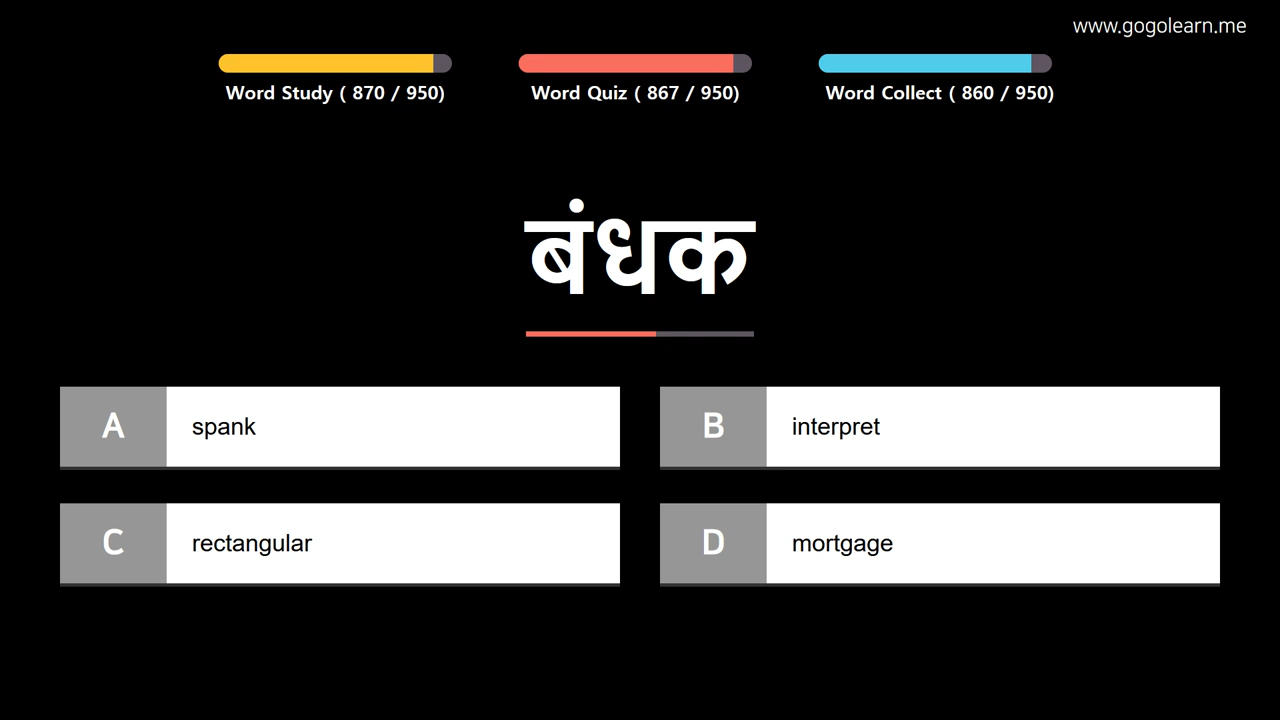 www.gogolearn.me
Word Study ( 870 / 950)
Word Quiz ( 867 / 950)
Word Collect ( 860 / 950)
बंधक
A spank
B interpret
C rectangular
D mortgage